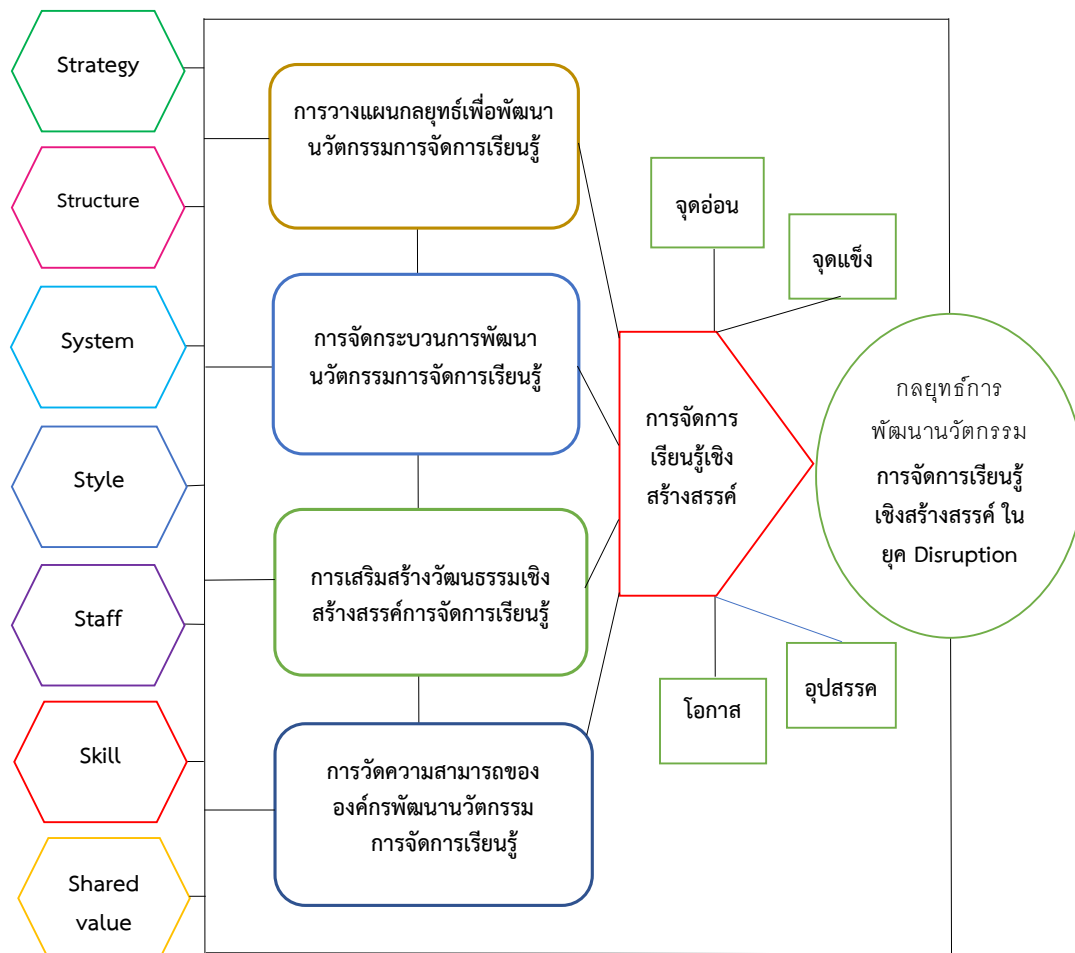 Strategy
Structure
System
Style
Staff
Skill
Shared
value
การวางแผนกลยุทธ์เพื่อพัฒนา
นวัตกรรมการจัดการเรียนรู้
การจัดกระบวนการพัฒนา
นวัตกรรมการจัดการเรียนรู้
การเสริมสร้างวัฒนธรรมเชิง
สร้างสรรค์การจัดการเรียนรู้
การวัดความสามารถของ
องค์กรพัฒนานวัตกรรม
การจัดการเรียนรู้
จุดอ่อน
จุดแข็ง
การจัดการ
เรียนรู้เชิง
สร้างสรรค์
โอกาส
อุปสรรค
กลยุทธ์การ
พัฒนานวัตกรรม
การจัดการเรียนรู้
เชิงสร้างสรรค์ ใน
ยุค Disruption